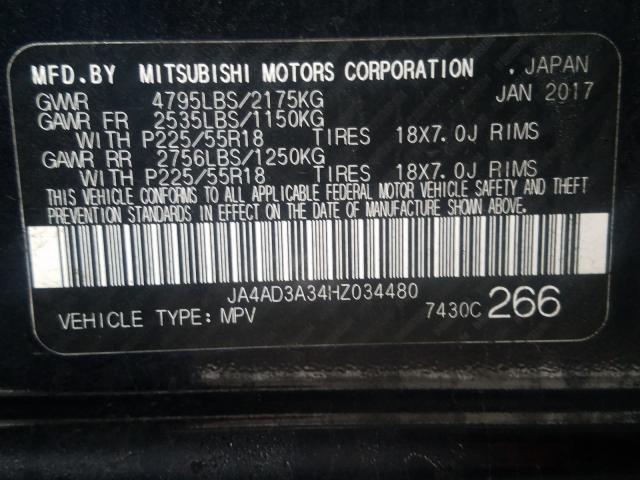 MFD.BY MITSUBISHI MOTORS CORPORATION . JAPAN
GVWR 4795LBS/2175KG JAN 2017
GAWR FR 2535LBS/1150KG
WITH P225/55R18 TIRES 18X7.0J RIMS
GAWR RR 2756LBS/1250KG
WITH P225/55R18 TIRES 18X7.0J RIMS
THIS VEHICLE CONFORMS TO ALL APPLICABLE FEDERAL MOTOR VEHICLE SAFETY AND THEFT
PREVENTION STANDARDS IN EFFECT ON THE DATE OF MANUFACTURE SHOWN ABOVE.
JA4AD3A34HZ034480
VEHICLE TYPE: MPV 7430C 266